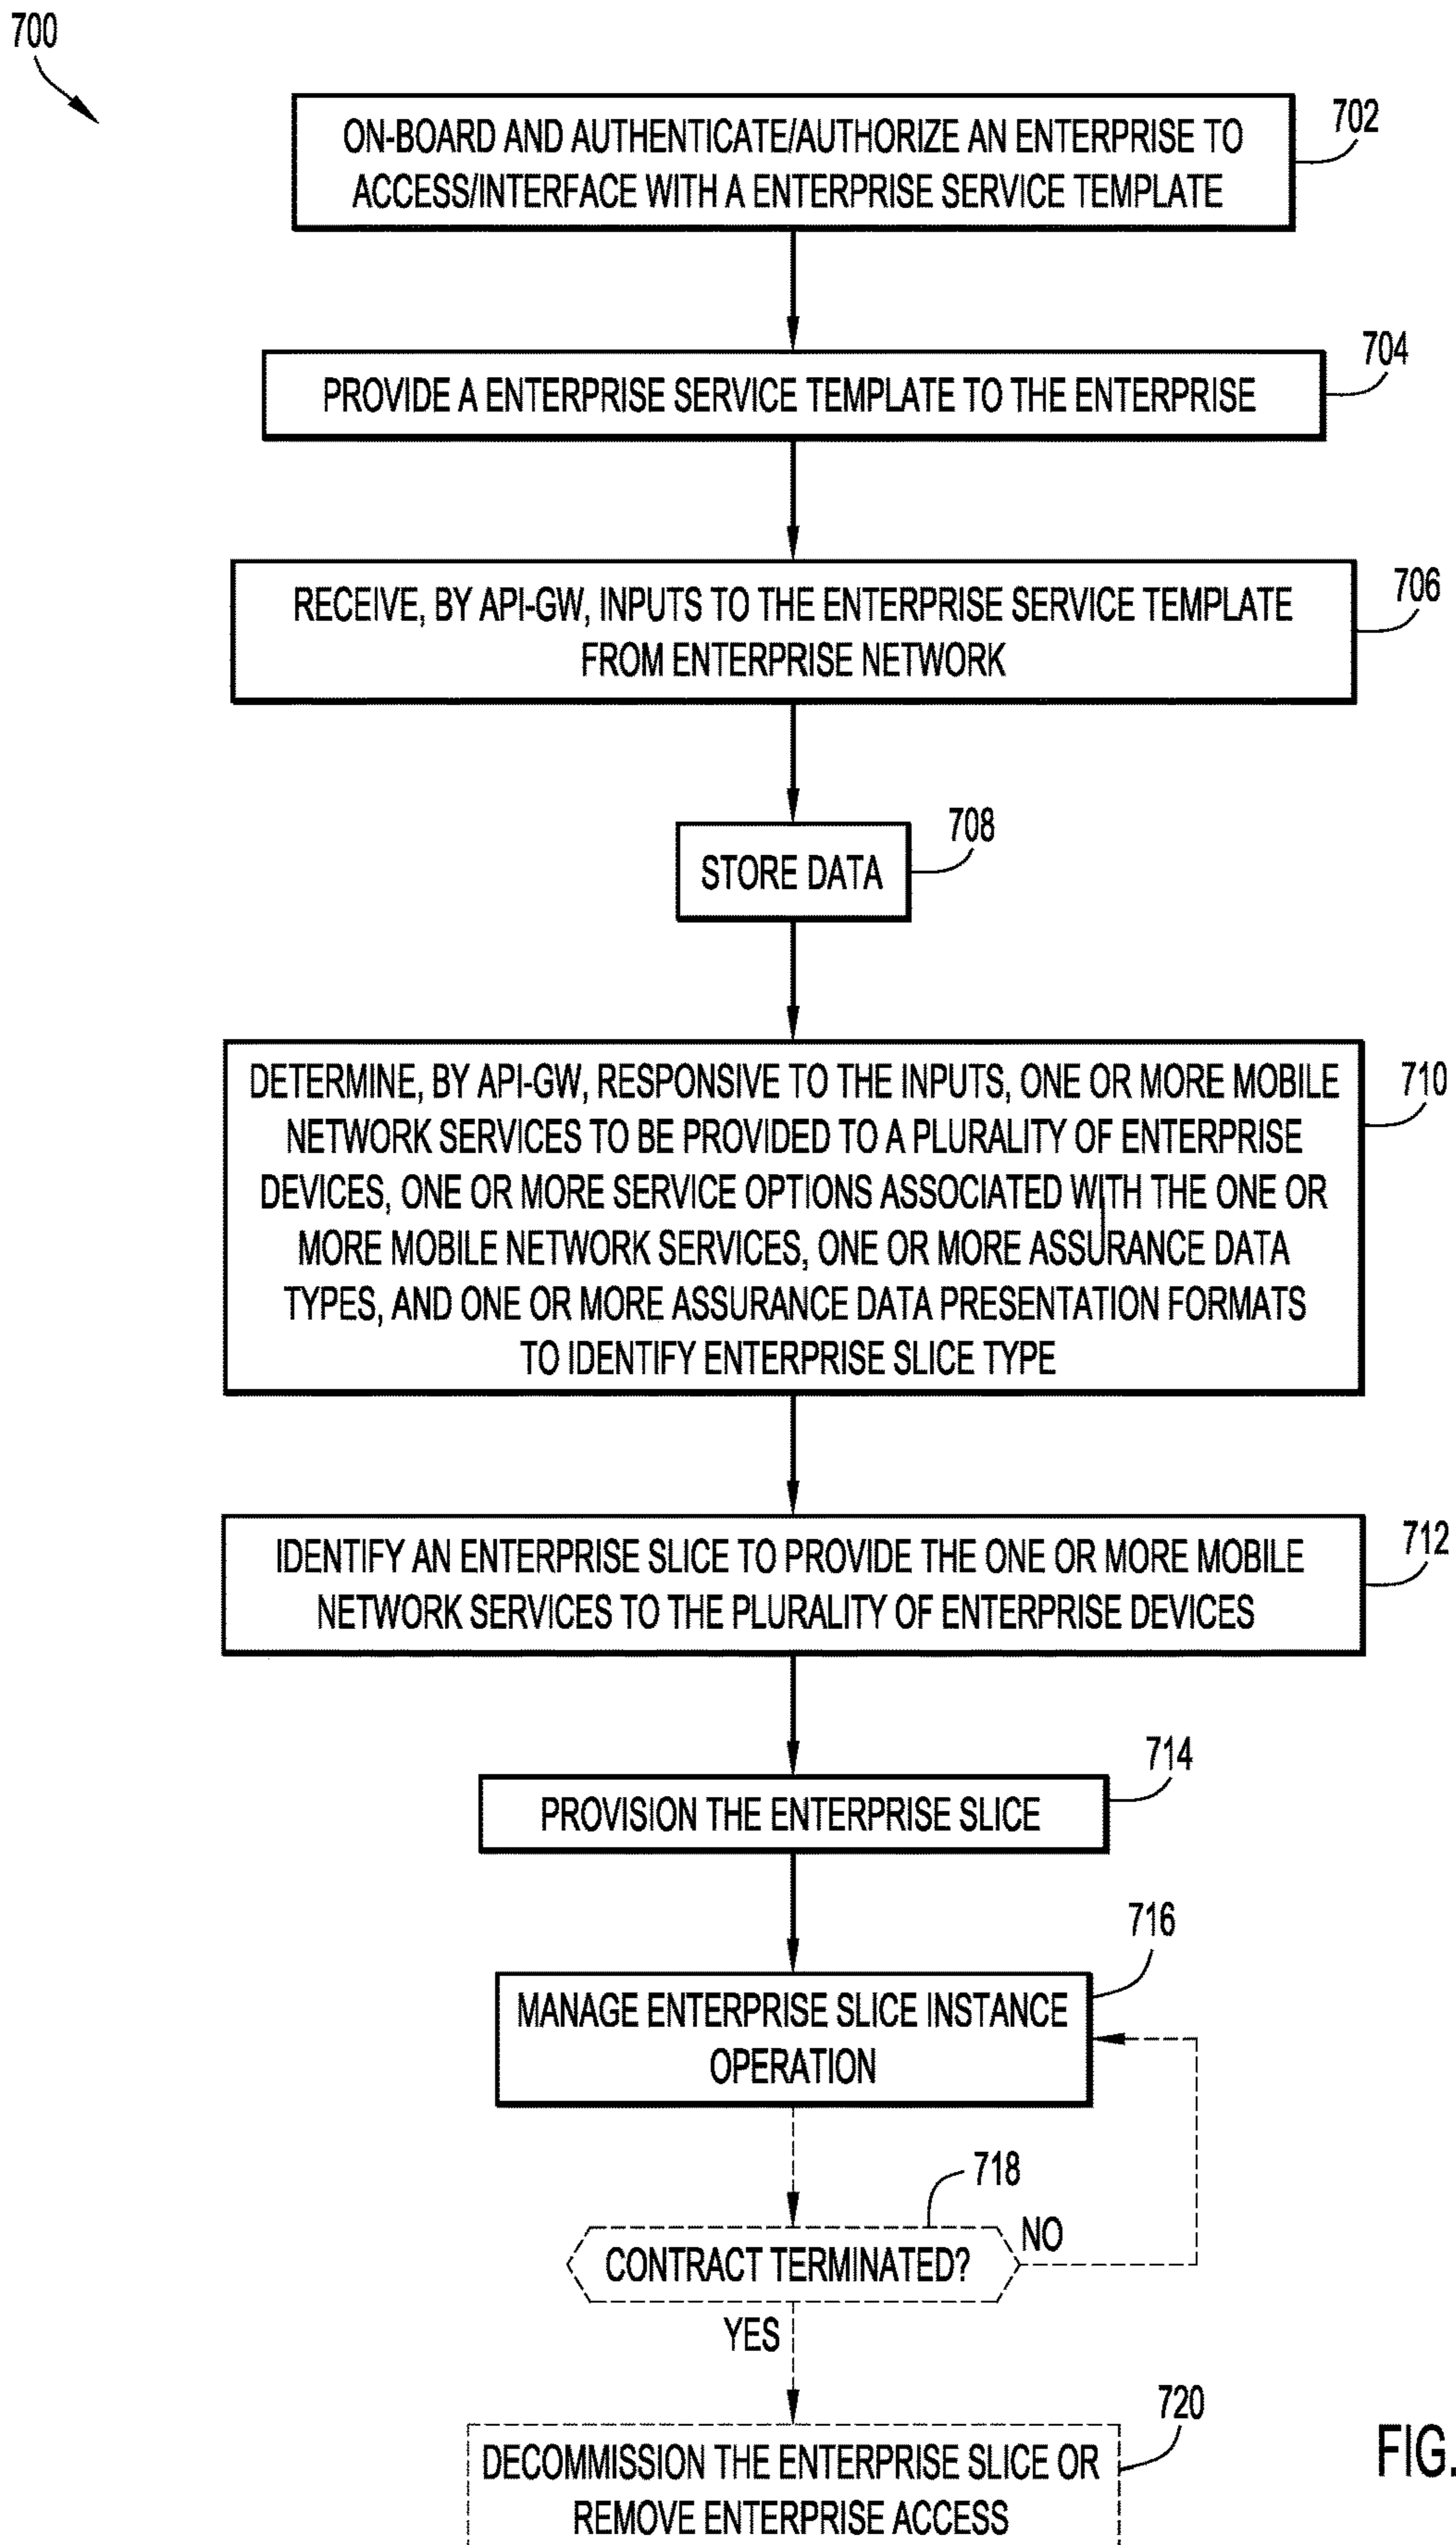 700
ON-BOARD AND AUTHENTICATE/AUTHORIZE AN ENTERPRISE TO
ACCESS/INTERFACE WITH A ENTERPRISE SERVICE TEMPLATE
702
PROVIDE A ENTERPRISE SERVICE TEMPLATE TO THE ENTERPRISE
704
RECEIVE, BY API-GW, INPUTS TO THE ENTERPRISE SERVICE TEMPLATE
FROM ENTERPRISE NETWORK
706
STORE DATA
708
DETERMINE, BY API-GW, RESPONSIVE TO THE INPUTS, ONE OR MORE MOBILE
NETWORK SERVICES TO BE PROVIDED TO A PLURALITY OF ENTERPRISE
DEVICES, ONE OR MORE SERVICE OPTIONS ASSOCIATED WITH THE ONE OR
MORE MOBILE NETWORK SERVICES, ONE OR MORE ASSURANCE DATA
TYPES, AND ONE OR MORE ASSURANCE DATA PRESENTATION FORMATS
TO IDENTIFY ENTERPRISE SLICE TYPE
710
IDENTIFY AN ENTERPRISE SLICE TO PROVIDE THE ONE OR MORE MOBILE
NETWORK SERVICES TO THE PLURALITY OF ENTERPRISE DEVICES
712
PROVISION THE ENTERPRISE SLICE
714
MANAGE ENTERPRISE SLICE INSTANCE
OPERATION
716
CONTRACT TERMINATED?
718
NO
YES
DECOMMISSION THE ENTERPRISE SLICE OR
REMOVE ENTERPRISE ACCESS
720
FIG.